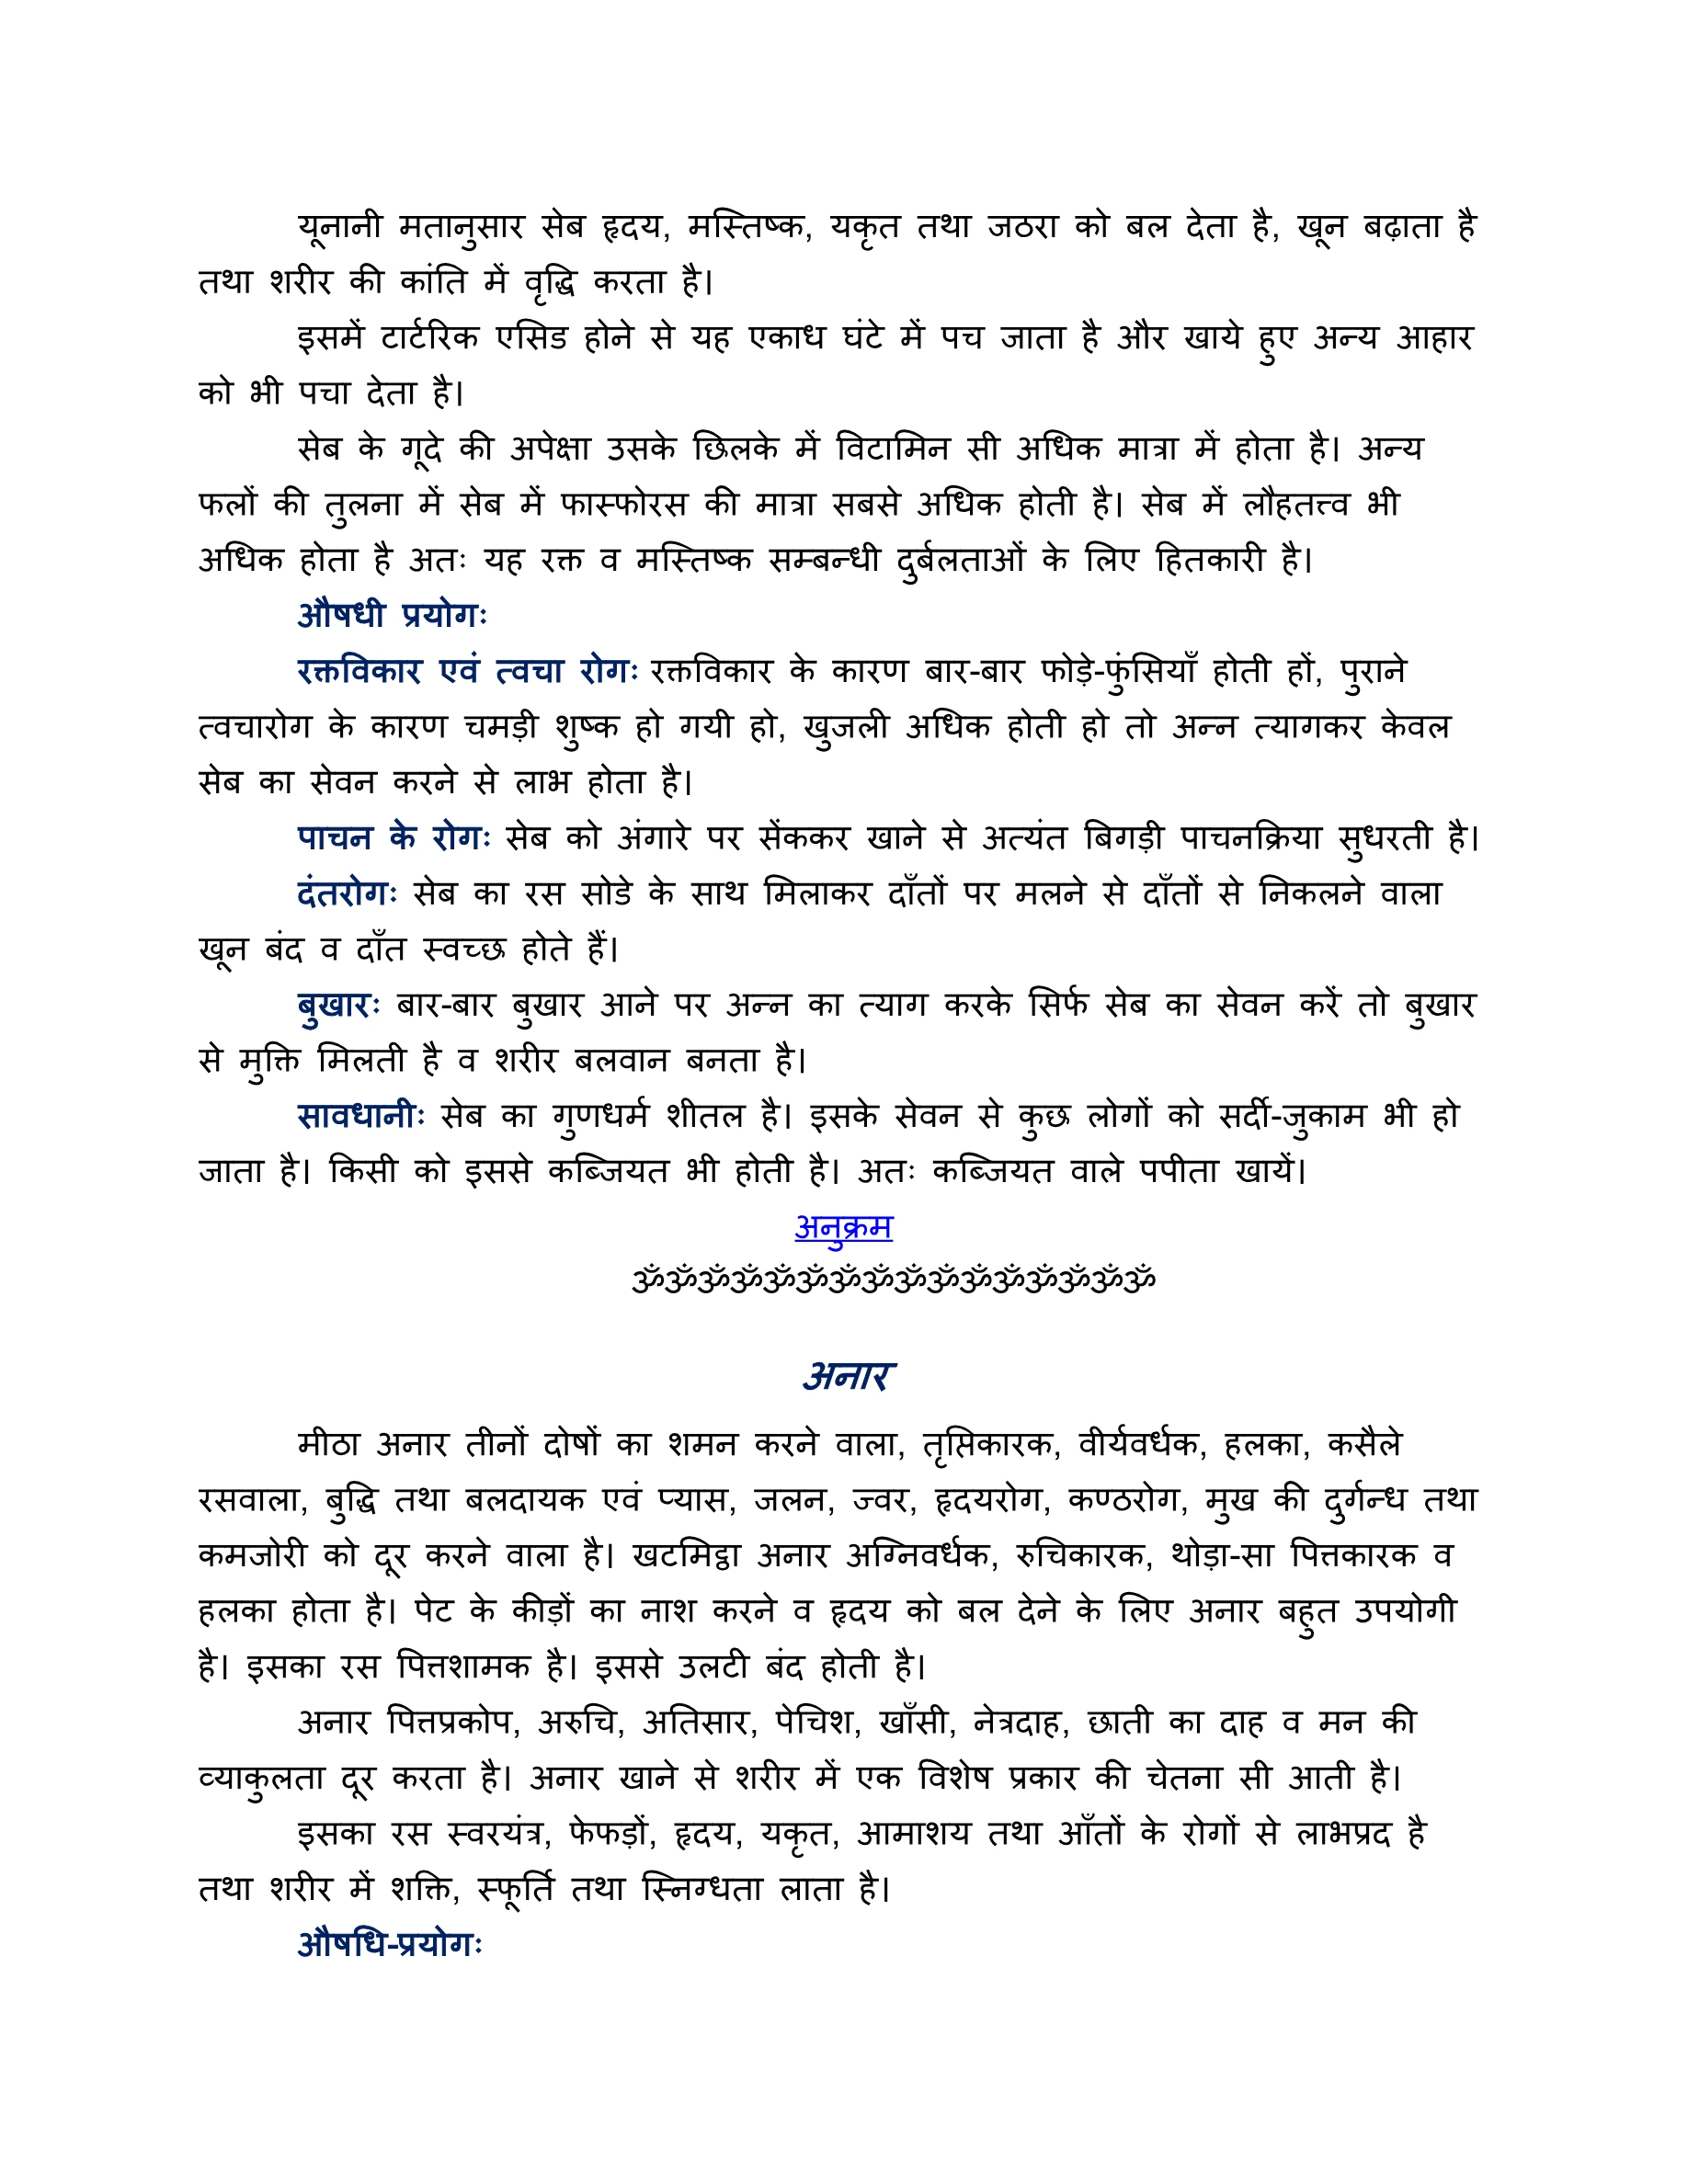 यूनानी मतानुसार सेब हृदय, मस्तिष्क, यकृत तथा जठरा को बल देता है, खून बढ़ाता है
तथा शरीर की कांति में वृद्धि करता है।
इसमें टार्टरिक एसिड होने से यह एकाध घंटे में पच जाता है और खाये हुए अन्य आहार
को भी पचा देता है।
सेब के गूदे की अपेक्षा उसके छिलके में विटामिन सी अधिक मात्रा में होता है। अन्य
फलों की तुलना में सेब में फास्फोरस की मात्रा सबसे अधिक होती है। सेब में लौहतत्त्व भी
अधिक होता है अतः यह रक्त व मस्तिष्क सम्बन्धी दुर्बलताओं के लिए हितकारी है।
औषधी प्रयोगः
रक्तविकार एवं त्वचा रोगः रक्तविकार के कारण बार-बार फोड़े-फुंसियाँ होती हों, पुराने
त्वचारोग के कारण चमड़ी शुष्क हो गयी हो, खुजली अधिक होती हो तो अन्न त्यागकर केवल
सेब का सेवन करने से लाभ होता है।
पाचन के रोगः सेब को अंगारे पर सेंककर खाने से अत्यंत बिगड़ी पाचनक्रिया सुधरती है।
दंतरोगः सेब का रस सोडे के साथ मिलाकर दाँतों पर मलने से दाँतों से निकलने वाला
खून बंद व दाँत स्वच्छ होते हैं।
बुखारः बार-बार बुखार आने पर अन्न का त्याग करके सिर्फ सेब का सेवन करें तो बुखार
से मुक्ति मिलती है व शरीर बलवान बनता है।
सावधानीः सेब का गुणधर्म शीतल है। इसके सेवन से कुछ लोगों को सर्दी-जुकाम भी हो
जाता है। किसी को इससे कब्जियत भी होती है। अतः कब्जियत वाले पपीता खायें।
अनुक्रम
ॐॐॐॐॐॐॐॐॐॐॐॐॐॐॐॐ
अनार
मीठा अनार तीनों दोषों का शमन करने वाला, तृप्तिकारक, वीर्यवर्धक, हलका, कसैले
रसवाला, बुद्धि तथा बलदायक एवं प्यास, जलन, ज्वर, हृदयरोग, कण्ठरोग, मुख की दुर्गन्ध तथा
कमजोरी को दूर करने वाला है। खटमिट्ठा अनार अग्निवर्धक, रुचिकारक, थोड़ा-सा पित्तकारक व
हलका होता है। पेट के कीड़ों का नाश करने व हृदय को बल देने के लिए अनार बहुत उपयोगी
है। इसका रस पित्तशामक है। इससे उलटी बंद होती है।
अनार पित्तप्रकोप, अरुचि, अतिसार, पेचिश, खाँसी, नेत्रदाह, छाती का दाह व मन की
व्याकुलता दूर करता है। अनार खाने से शरीर में एक विशेष प्रकार की चेतना सी आती है।
इसका रस स्वरयंत्र, फेफड़ों, हृदय, यकृत, आमाशय तथा आँतों के रोगों से लाभप्रद है
तथा शरीर में शक्ति, स्फूर्ति तथा स्निग्धता लाता है।
औषधि-प्रयोगः